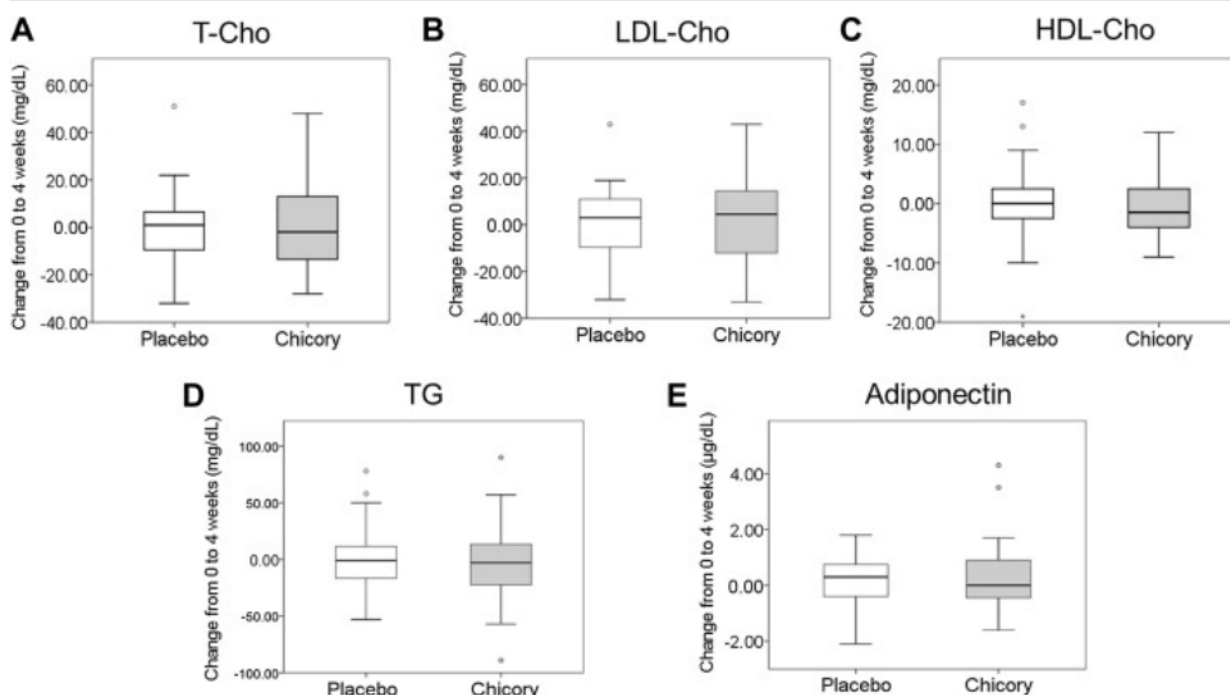 A
T-Cho
Change from 0 to 4 weeks (mg/dL)
60.00
40.00
20.00
0.00
-20.00
-40.00
Placebo
Chicory
B
LDL-Cho
Change from 0 to 4 weeks (mg/dL)
60.00
40.00
20.00
0.00
-20.00
-40.00
Placebo
Chicory
C
HDL-Cho
Change from 0 to 4 weeks (mg/dL)
20.00
10.00
0.00
-10.00
-20.00
Placebo
Chicory
D
TG
Change from 0 to 4 weeks (mg/dL)
100.00
50.00
0.00
-50.00
-100.00
Placebo
Chicory
E
Adiponectin
Change from 0 to 4 weeks (µg/dL)
4.00
2.00
0.00
-2.00
Placebo
Chicory